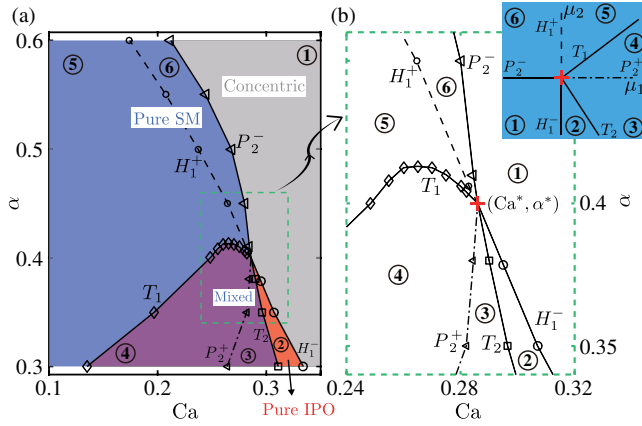 (a)
0.6
0.5
0.4
0.3
α
0.1
0.2
0.3
Ca
⑤
⑥
①
Concentric
Pure SM
P₂⁻
H₁⁺
T₁
Mixed
④
P₂⁺
③
T₂
②
H₁⁻
Pure IPO
(b)
H₁⁺
P₂⁻
⑥
⑤
①
T₁
(Ca*, α*)
④
③
P₂⁺
T₂
②
H₁⁻
0.4
α
0.35
0.24
0.28
0.32
Ca
⑥
H₁⁺
μ₂
⑤
T₁
④
P₂⁻
P₂⁺
μ₁
①
H₁⁻
②
T₂
③